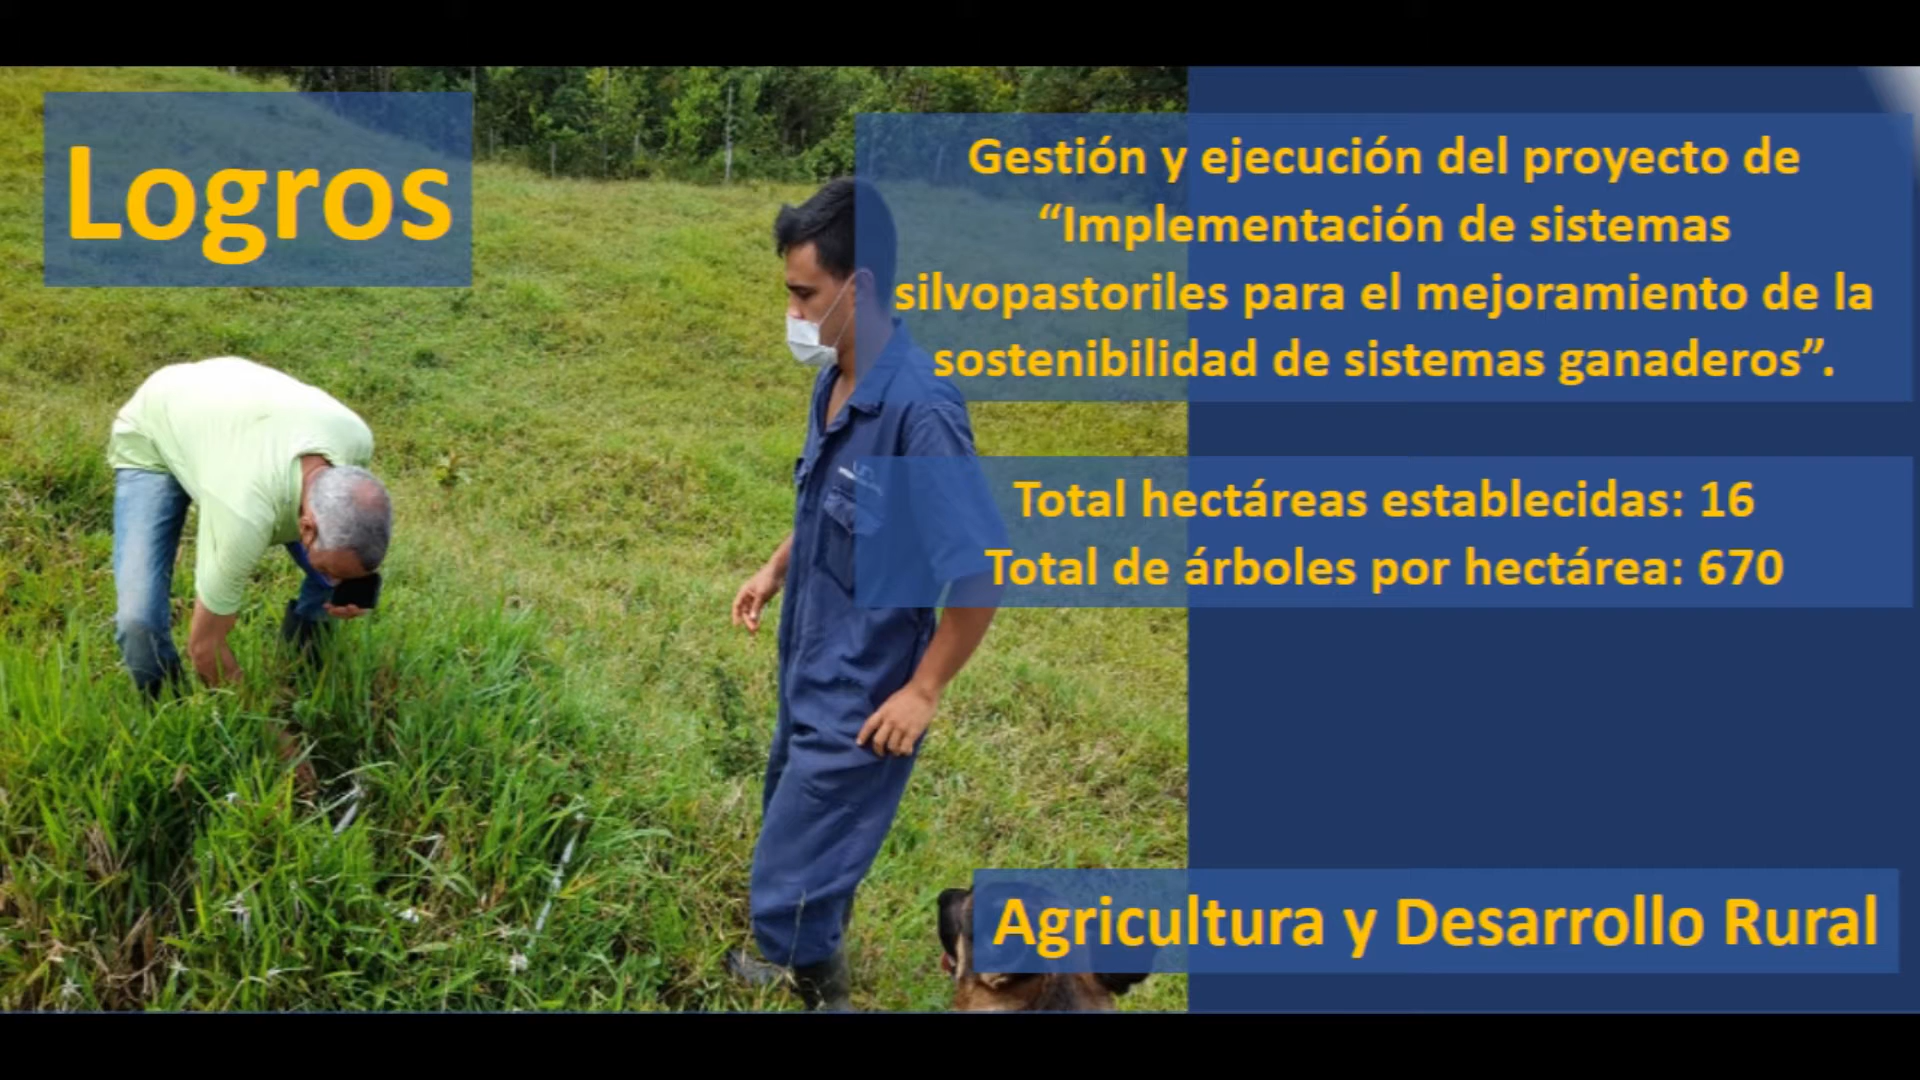 Logros
Gestión y ejecución del proyecto de
“Implementación de sistemas
silvopastoriles para el mejoramiento de la
sostenibilidad de sistemas ganaderos”.
Total hectáreas establecidas: 16
Total de árboles por hectárea: 670
Agricultura y Desarrollo Rural